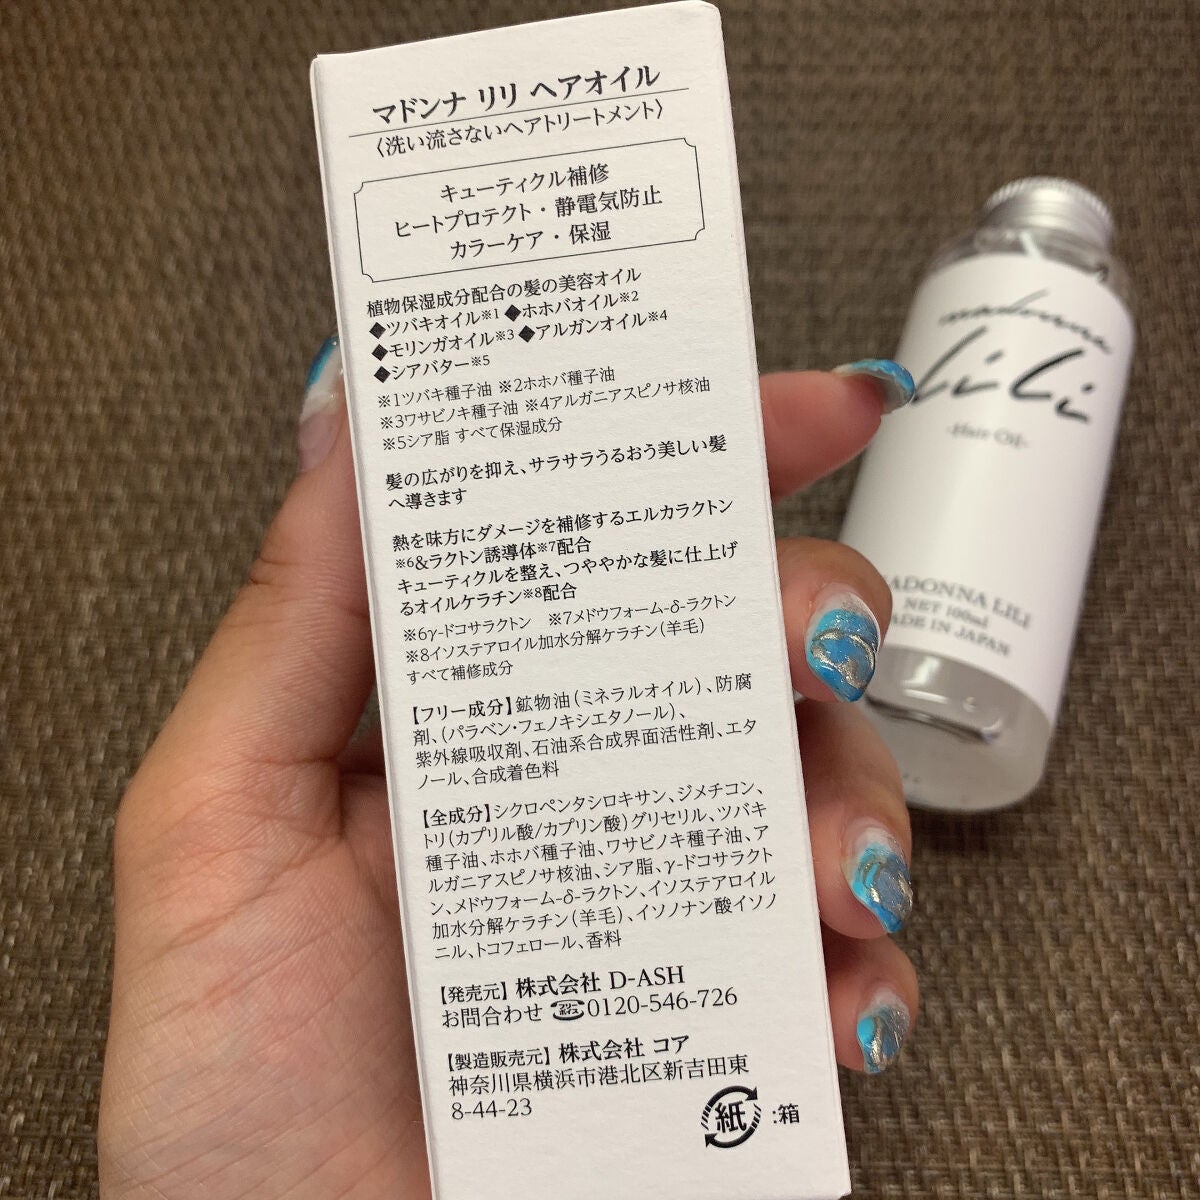 マドンナ リリ ヘアオイル
〈洗い流さないヘアトリートメント〉
キューティクル補修
ヒートプロテクト・静電気防止
カラーケア・保湿
植物保湿成分配合の髪の美容オイル
◆ツバキオイル※1 ◆ホホバオイル※2
◆モリンガオイル※3 ◆アルガンオイル※4
◆シアバター※5
※1ツバキ種子油 ※2ホホバ種子油
※3ワサビノキ種子油 ※4アルガニアスピノサ核油
※5シア脂 すべて保湿成分
髪の広がりを抑え、サラサラうるおう美しい髪
へ導きます
熱を味方にダメージを補修するエルカラクトン
※6&ラクトン誘導体※7配合
キューティクルを整え、つややかな髪に仕上げ
るオイルケラチン※8配合
※6γ-ドコサラクトン ※7メドウフォーム-δ-ラクトン
※8イソステアロイル加水分解ケラチン(羊毛)
すべて補修成分
【フリー成分】鉱物油(ミネラルオイル)、防腐
剤、(パラベン・フェノキシエタノール)、
紫外線吸収剤、石油系合成界面活性剤、エタ
ノール、合成着色料
【全成分】シクロペンタシロキサン、ジメチコン、
トリ(カプリル酸/カプリン酸)グリセリル、ツバキ
種子油、ホホバ種子油、ワサビノキ種子油、ア
ルガニアスピノサ核油、シア脂、γ-ドコサラクト
ン、メドウフォーム-δ-ラクトン、イソステアロイル
加水分解ケラチン(羊毛)、イソノナン酸イソノ
ニル、トコフェロール、香料
【発売元】株式会社 D-ASH
お問合わせ フリーボイス 0120-546-726
【製造販売元】株式会社 コア
神奈川県横浜市港北区新吉田東
8-44-23
紙 :箱
madonna
LiLi
-Hair Oil-
ADONNA LILI
NET 100ml
ADE IN JAPAN